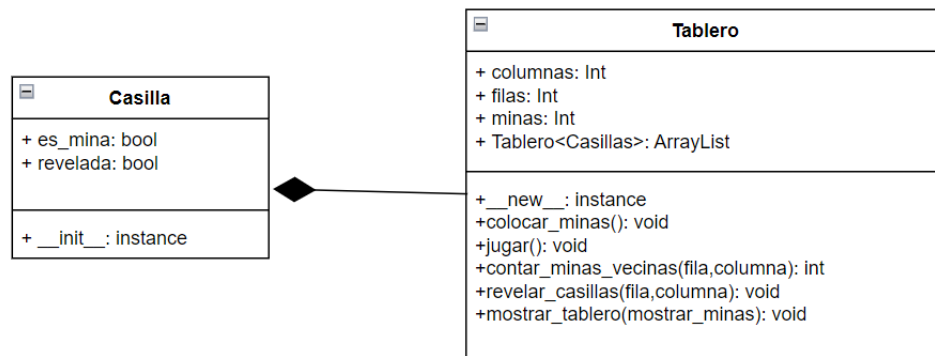 Casilla
+ es_mina: bool
+ revelada: bool
+ __init__: instance
Tablero
+ columnas: Int
+ filas: Int
+ minas: Int
+ Tablero<Casillas>: ArrayList
+__new__: instance
+colocar_minas(): void
+jugar(): void
+contar_minas_vecinas(fila,columna): int
+revelar_casillas(fila,columna): void
+mostrar_tablero(mostrar_minas): void